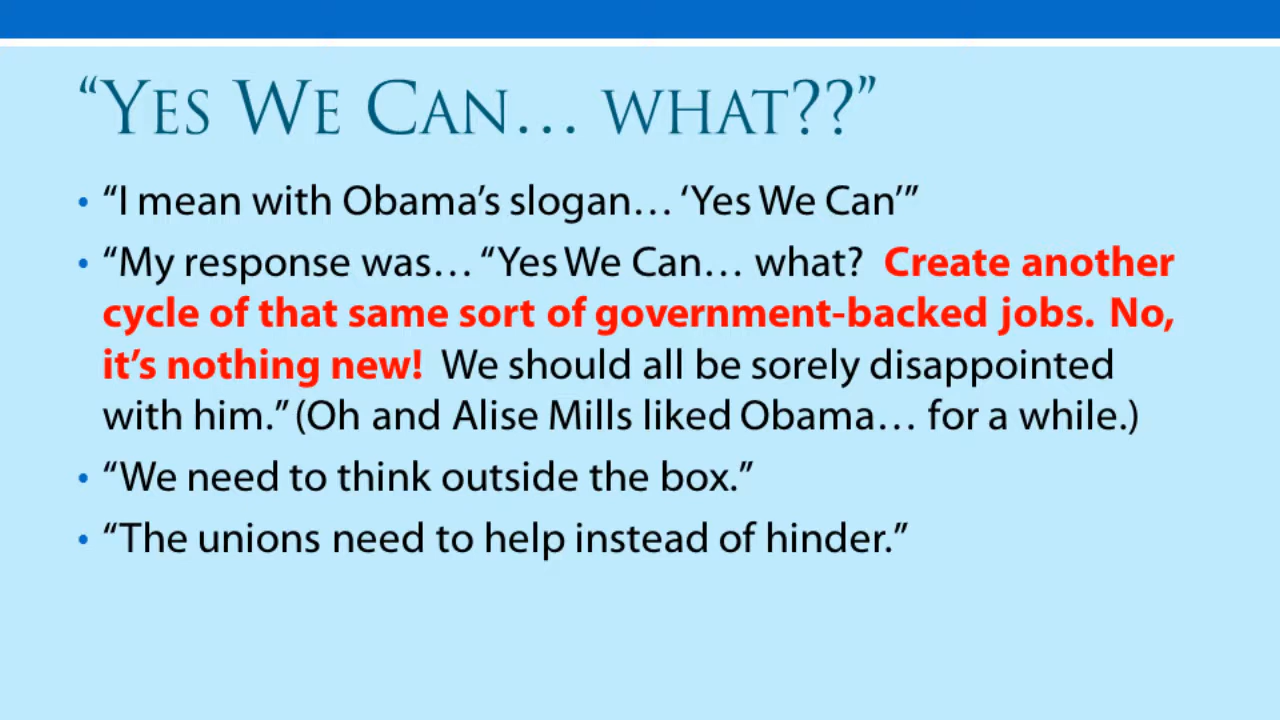 “Yes We Can… what??”
• “I mean with Obama’s slogan… ‘Yes We Can’”
• “My response was… “Yes We Can… what? Create another
cycle of that same sort of government-backed jobs. No,
it’s nothing new! We should all be sorely disappointed
with him.” (Oh and Alise Mills liked Obama… for a while.)
• “We need to think outside the box.”
• “The unions need to help instead of hinder.”